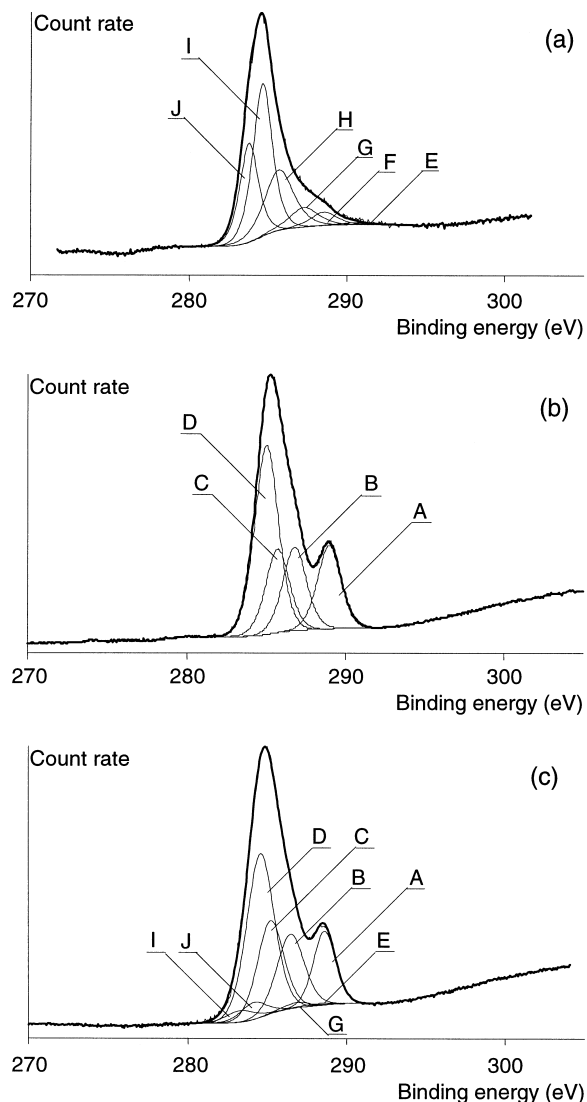 Count rate
(a)
I
J
H
G
F
E
270
280
290
300
Binding energy (eV)
Count rate
(b)
D
C
B
A
270
280
290
300
Binding energy (eV)
Count rate
(c)
D
C
B
A
I
J
E
G
270
280
290
300
Binding energy (eV)